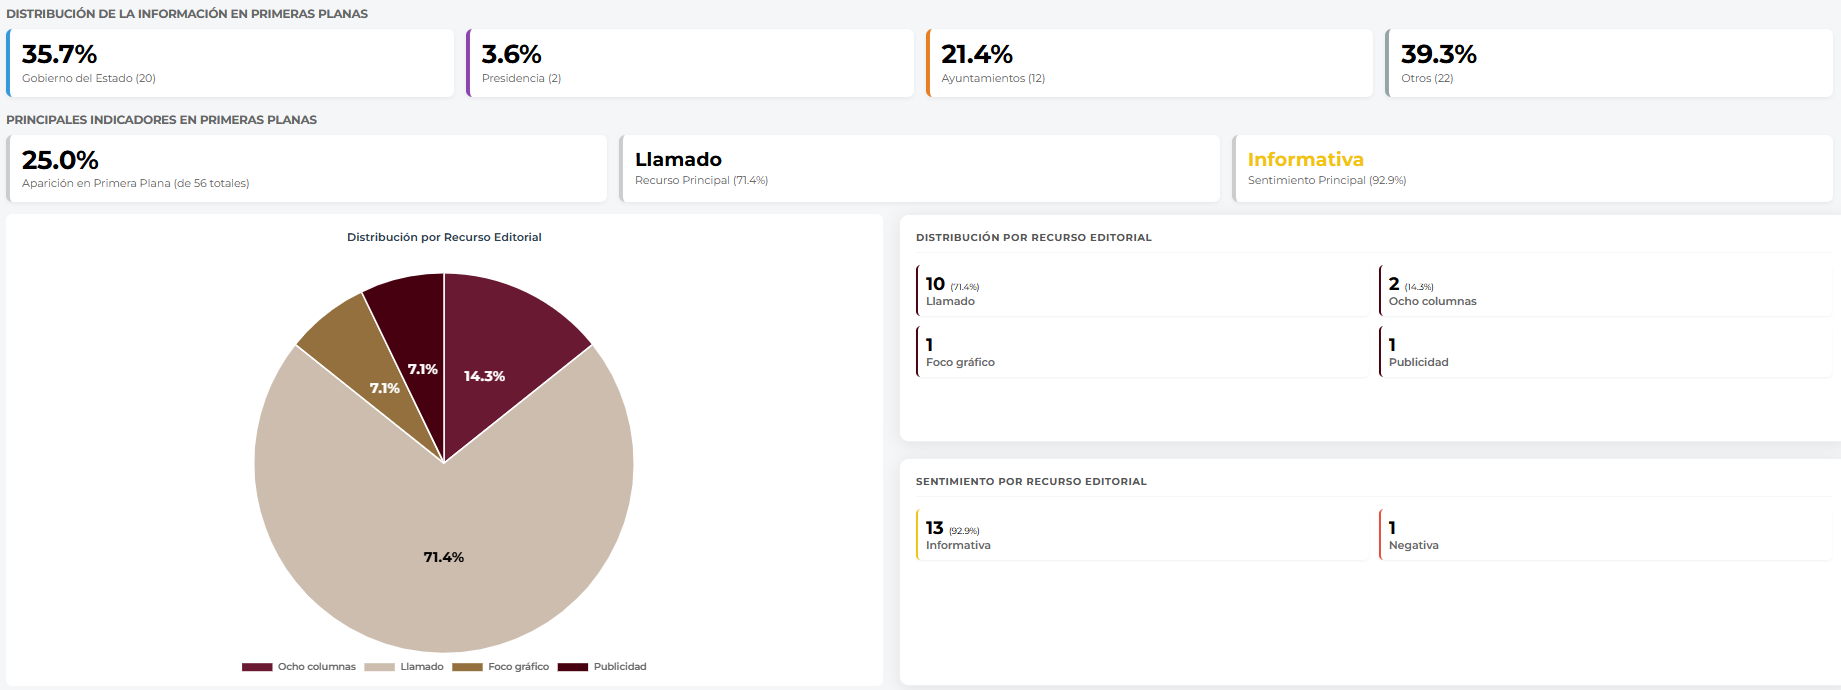 DISTRIBUCIÓN DE LA INFORMACIÓN EN PRIMERAS PLANAS
35.7%
Gobierno del Estado (20)
3.6%
Presidencia (2)
21.4%
Ayuntamientos (12)
39.3%
Otros (22)
PRINCIPALES INDICADORES EN PRIMERAS PLANAS
25.0%
Aparición en Primera Plana (de 56 totales)
Llamado
Recurso Principal (71.4%)
Informativa
Sentimiento Principal (92.9%)
Distribución por Recurso Editorial
7.1%
7.1%
14.3%
71.4%
Ocho columnas
Llamado
Foco gráfico
Publicidad
DISTRIBUCIÓN POR RECURSO EDITORIAL
10 (71.4%)
Llamado
2 (14.3%)
Ocho columnas
1
Foco gráfico
1
Publicidad
SENTIMIENTO POR RECURSO EDITORIAL
13 (92.9%)
Informativa
1
Negativa